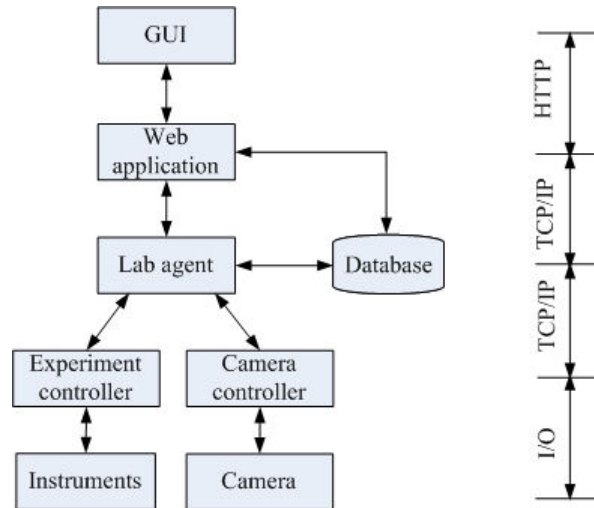 GUI
HTTP
Web
application
TCP/IP
Lab agent
Database
TCP/IP
Experiment
controller
Camera
controller
I/O
Instruments
Camera